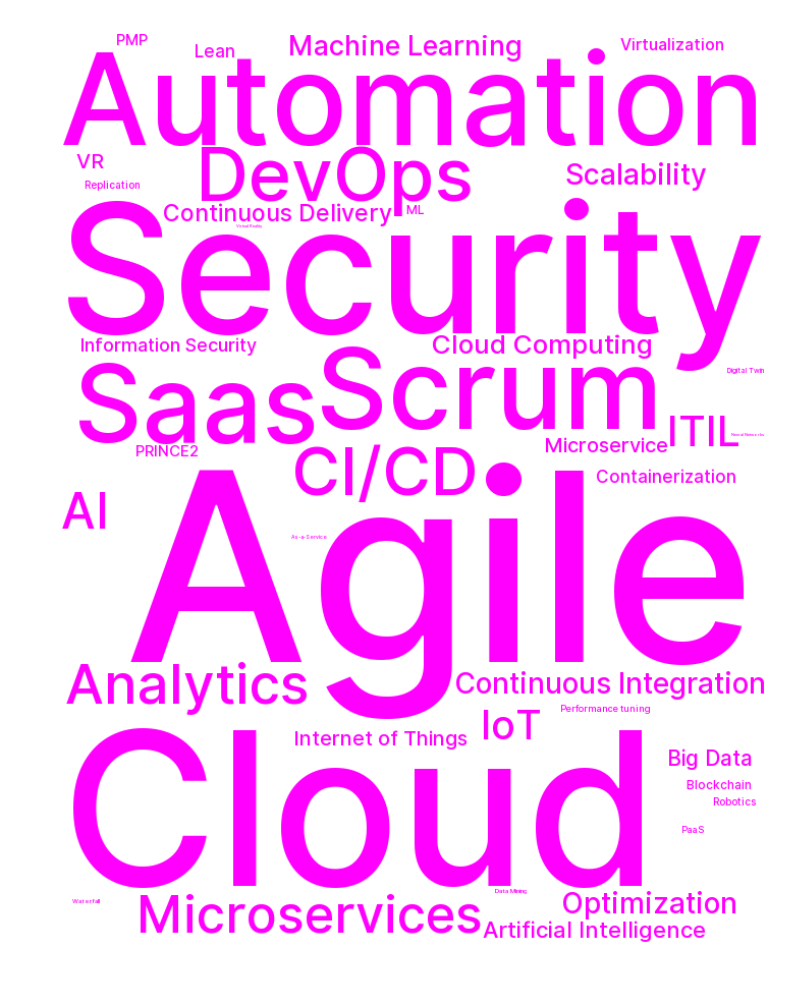 PMP
Lean
Machine Learning
Virtualization
Automation
VR
DevOps
Scalability
Replication
Continuous Delivery
ML
Virtual Reality
Security
Information Security
Cloud Computing
Digital Twin
Saas
Scrum
ITIL
Neural Networks
PRINCE2
CI/CD
Microservice
Containerization
AI
As-a-Service
Agile
Analytics
Continuous Integration
Performance tuning
Internet of Things
IoT
Cloud
Big Data
Blockchain
Robotics
PaaS
Data Mining
Waterfall
Microservices
Optimization
Artificial Intelligence